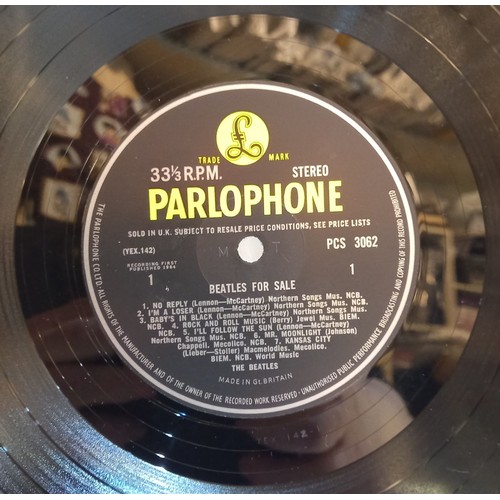 £
TRADE MARK
33⅓ R.P.M. STEREO
PARLOPHONE
SOLD IN U.K. SUBJECT TO RESALE PRICE CONDITIONS, SEE PRICE LISTS
(YEX.142) PCS 3062
RECORDING FIRST
PUBLISHED 1964
1 1
BEATLES FOR SALE
1. NO REPLY (Lennon—McCartney) Northern Songs Mus. NCB.
2. I'M A LOSER (Lennon—McCartney) Northern Songs Mus. NCB.
3. BABY'S IN BLACK (Lennon—McCartney) Northern Songs Mus.
NCB. 4. ROCK AND ROLL MUSIC (Berry) Jewel Mus. BIEM.
NCB. 5. I'LL FOLLOW THE SUN (Lennon—McCartney)
Northern Songs Mus. NCB. 6. MR. MOONLIGHT (Johnson)
Chappell, Mecolico. NCB. 7. KANSAS CITY
(Lieber—Stoller) Macmelodies. Mecolico.
BIEM. NCB. World Music
THE BEATLES
MADE IN Gt. BRITAIN
THE PARLOPHONE CO. LTD. ALL RIGHTS OF THE MANUFACTURER AND OF THE OWNER OF THE RECORDED WORK RESERVED · UNAUTHORISED PUBLIC PERFORMANCE BROADCASTING AND COPYING OF THIS RECORD PROHIBITED